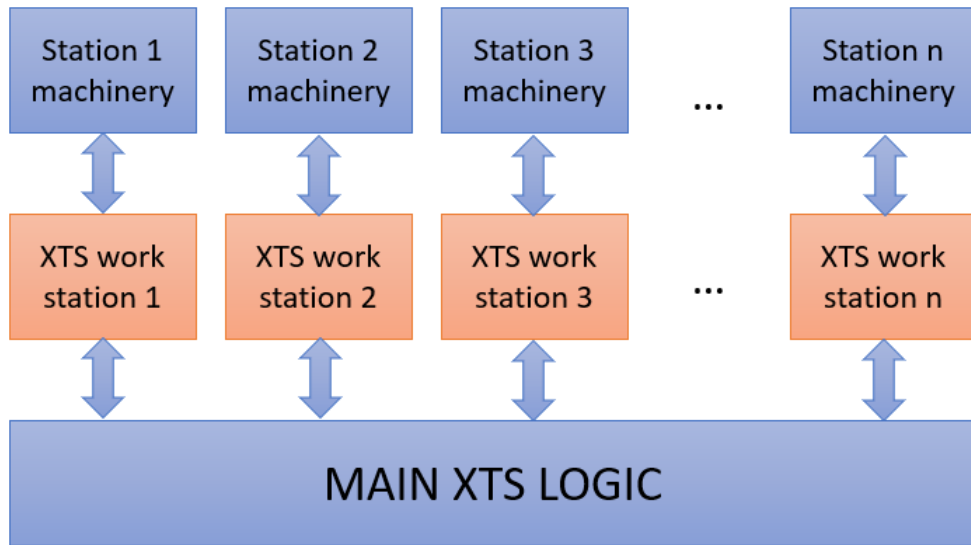 Station 1
machinery
Station 2
machinery
Station 3
machinery
...
Station n
machinery
XTS work
station 1
XTS work
station 2
XTS work
station 3
...
XTS work
station n
MAIN XTS LOGIC